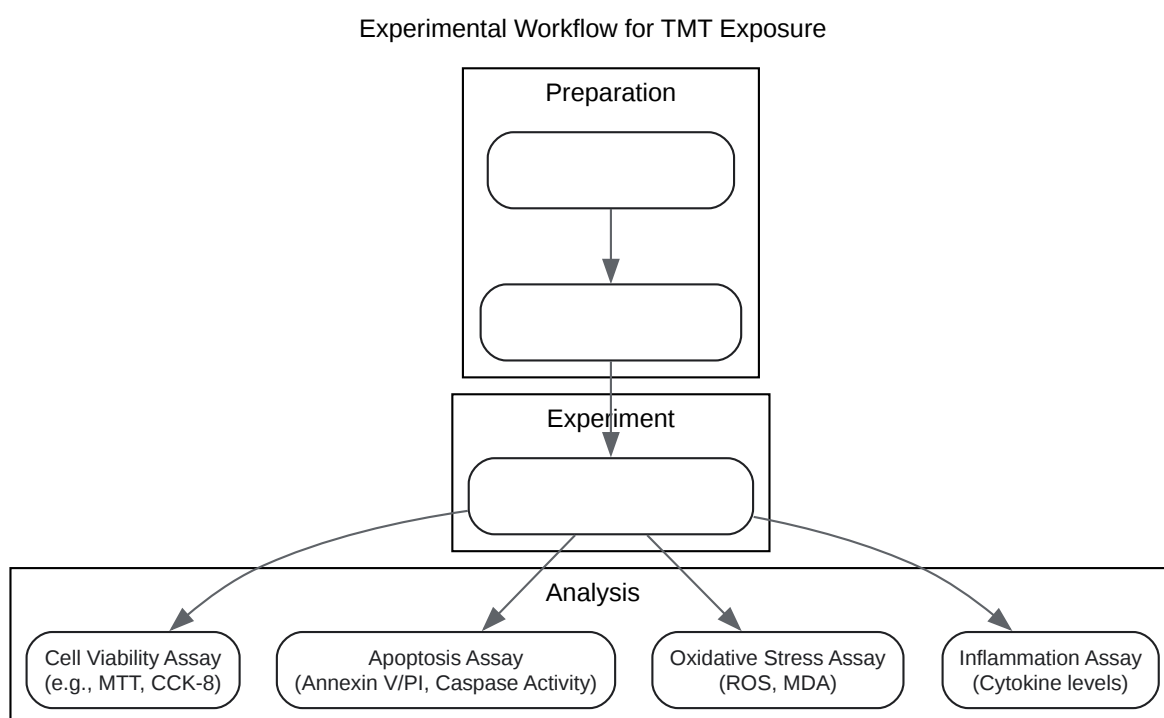 Experimental Workflow for TMT Exposure
Preparation
Experiment
Analysis
Cell Viability Assay
(e.g., MTT, CCK-8)
Apoptosis Assay
(Annexin V/PI, Caspase Activity)
Oxidative Stress Assay
(ROS, MDA)
Inflammation Assay
(Cytokine levels)